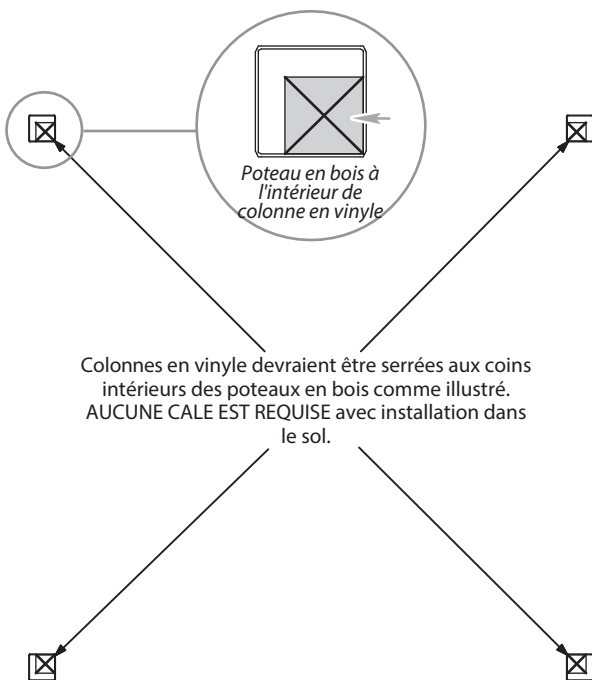 Poteau en bois à
l'intérieur de
colonne en vinyle
Colonnes en vinyle devraient être serrées aux coins
intérieurs des poteaux en bois comme illustré.
AUCUNE CALE EST REQUISE avec installation dans
le sol.